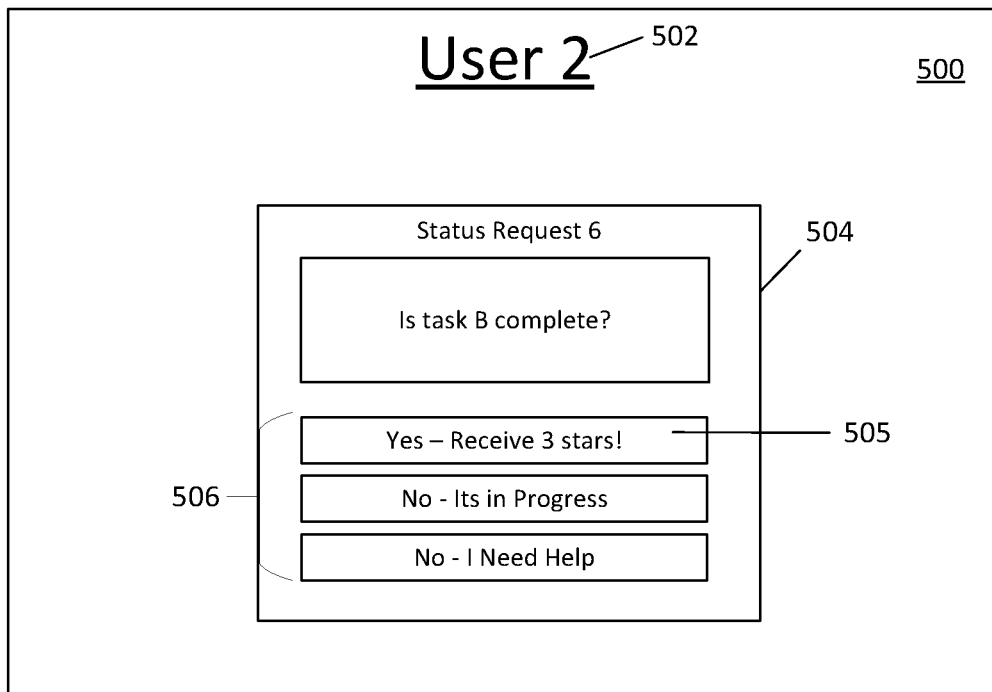 User 2
502
500
Status Request 6
504
Is task B complete?
Yes – Receive 3 stars!
505
506
No - Its in Progress
No - I Need Help